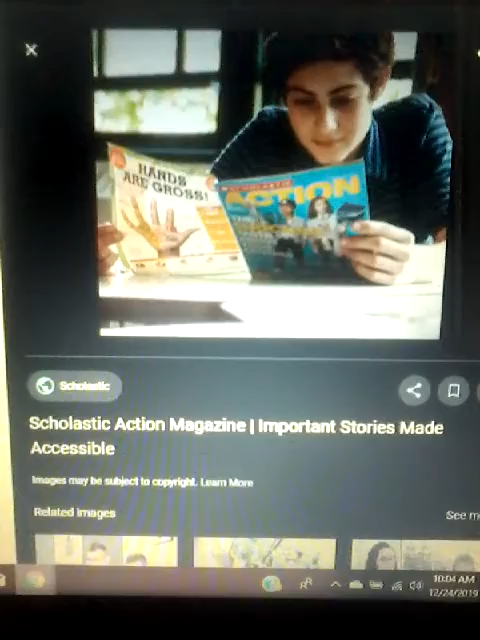 HANDS
ARE GROSS!
SCHOLASTIC
ACTION
Scholastic
Scholastic Action Magazine | Important Stories Made
Accessible
Images may be subject to copyright. Learn More
Related images
See m
10:04 AM
12/24/2019